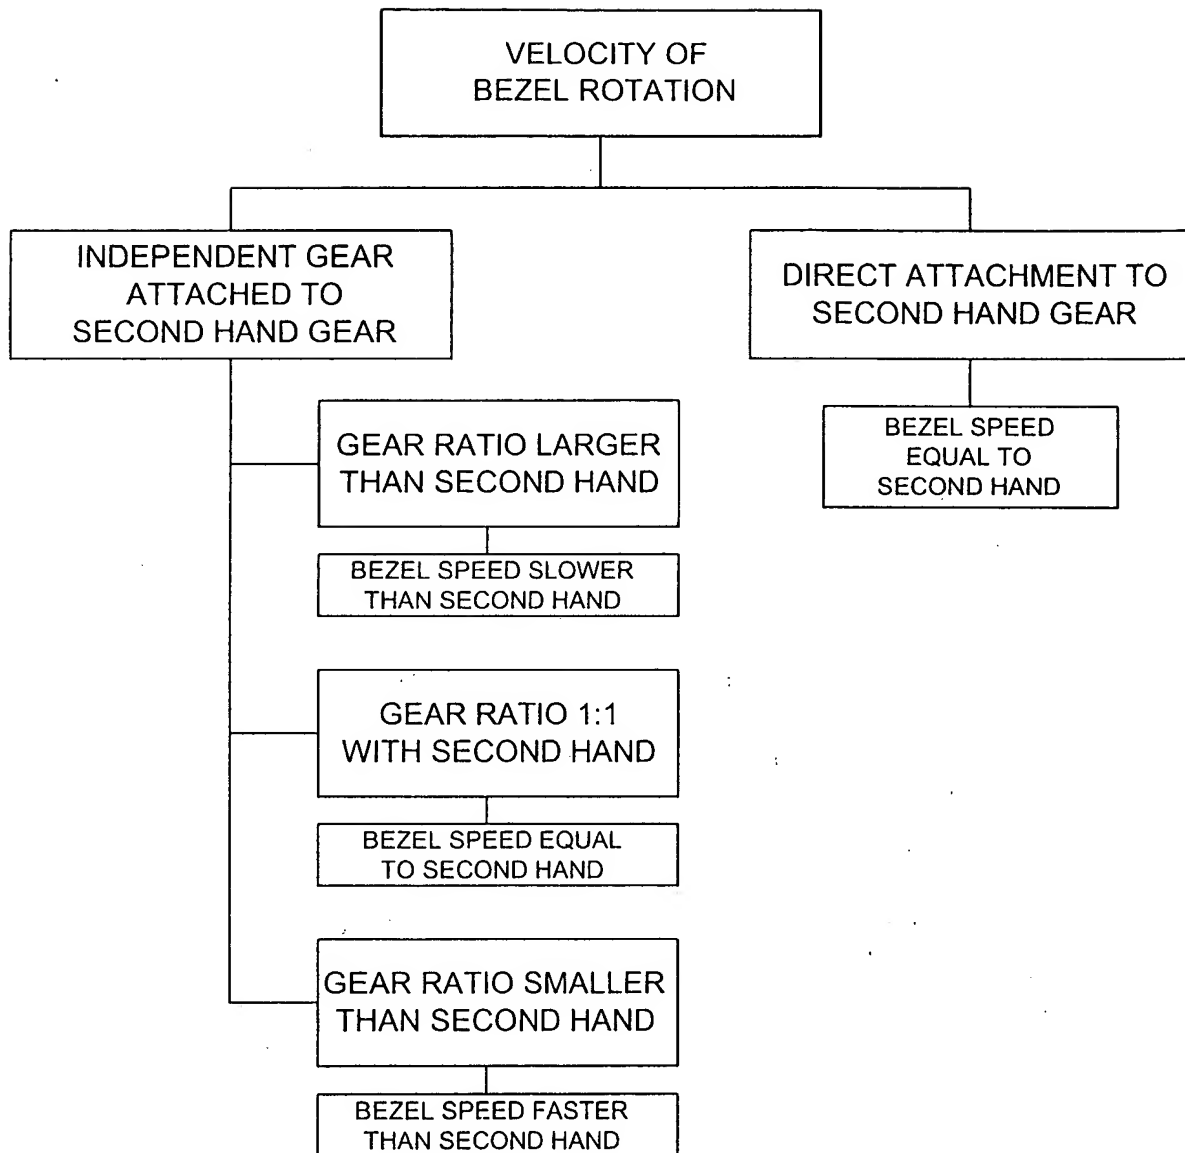 VELOCITY OF
BEZEL ROTATION
INDEPENDENT GEAR
ATTACHED TO
SECOND HAND GEAR
DIRECT ATTACHMENT TO
SECOND HAND GEAR
GEAR RATIO LARGER
THAN SECOND HAND
BEZEL SPEED
EQUAL TO
SECOND HAND
BEZEL SPEED SLOWER
THAN SECOND HAND
GEAR RATIO 1:1
WITH SECOND HAND
BEZEL SPEED EQUAL
TO SECOND HAND
GEAR RATIO SMALLER
THAN SECOND HAND
BEZEL SPEED FASTER
THAN SECOND HAND